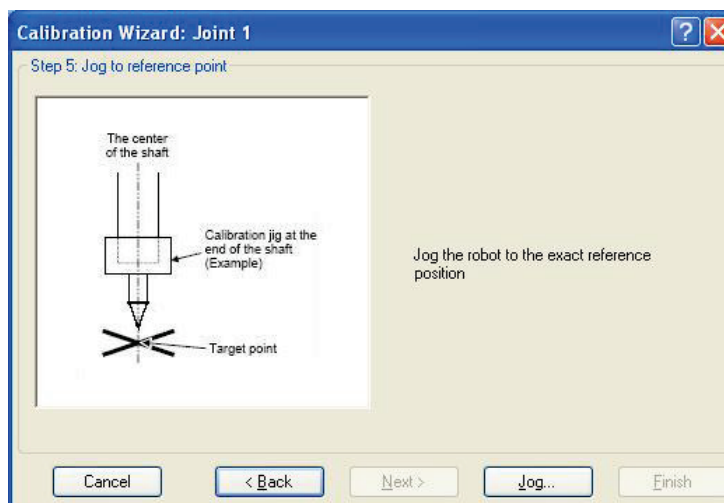 Calibration Wizard: Joint 1
Step 5: Jog to reference point
The center
of the shaft
Calibration jig at the
end of the shaft
(Example)
Target point
Jog the robot to the exact reference
position
Cancel
< Back
Next >
Jog...
Finish